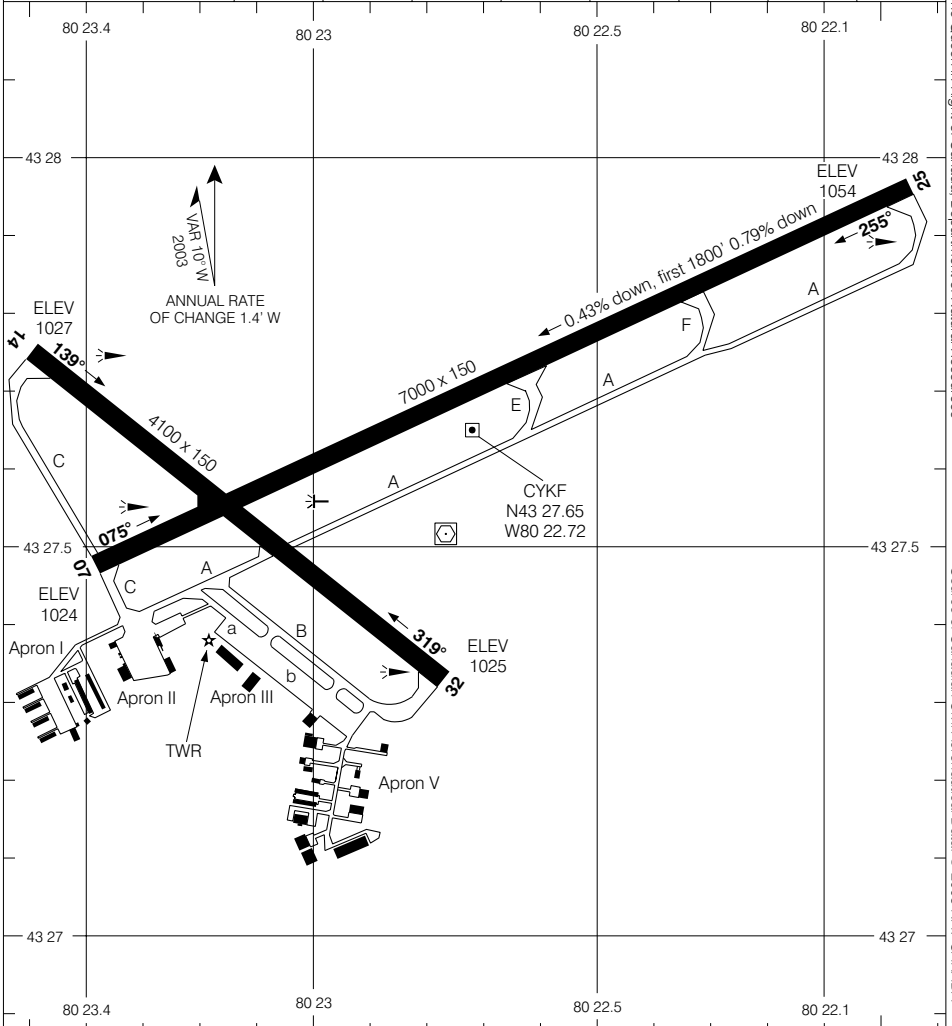 80 23.4
80 23
80 22.5
80 22.1
43 28
43 28
ELEV
1054
25
255°
0.43% down, first 1800' 0.79% down
VAR 10° W
2003
ANNUAL RATE
OF CHANGE 1.4' W
A
F
ELEV
1027
14
139°
7000 x 150
A
E
4100 x 150
C
A
CYKF
N43 27.65
W80 22.72
075°
43 27.5
43 27.5
07
A
C
ELEV
1024
a
B
319°
ELEV
1025
32
Apron I
b
Apron II
Apron III
TWR
Apron V
43 27
43 27
80 23.4
80 23
80 22.5
80 22.1